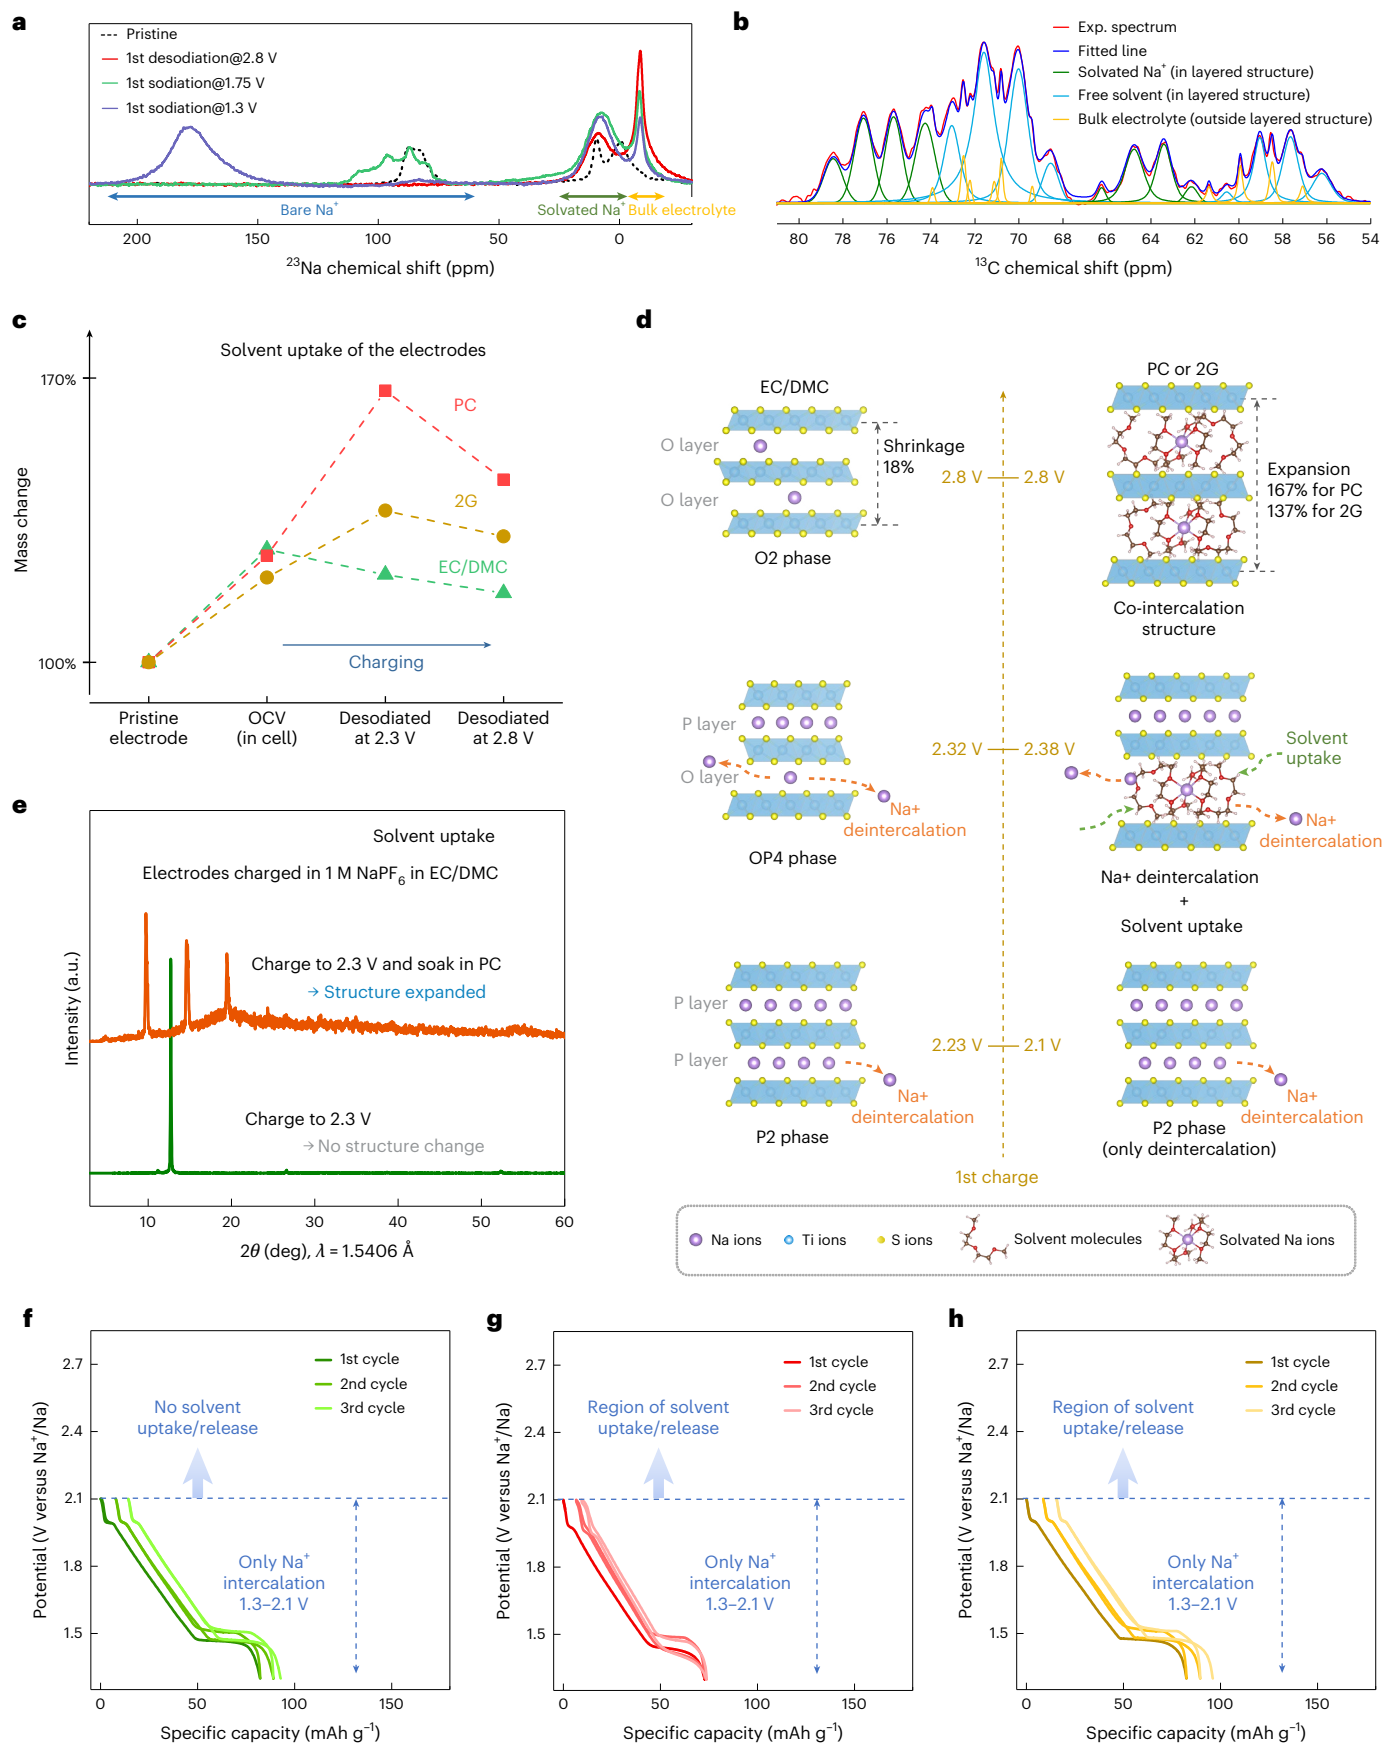 a
Pristine
1st desodiation@2.8 V
1st sodiation@1.75 V
1st sodiation@1.3 V
Bare Na⁺
Solvated Na⁺
Bulk electrolyte
200
150
100
50
0
²³Na chemical shift (ppm)
b
Exp. spectrum
Fitted line
Solvated Na⁺ (in layered structure)
Free solvent (in layered structure)
Bulk electrolyte (outside layered structure)
80
78
76
74
72
70
68
66
64
62
60
58
56
54
¹³C chemical shift (ppm)
c
Solvent uptake of the electrodes
170%
100%
Mass change
PC
2G
EC/DMC
Charging
Pristine
electrode
OCV
(in cell)
Desodiated
at 2.3 V
Desodiated
at 2.8 V
d
EC/DMC
O layer
O layer
Shrinkage
18%
O2 phase
2.8 V
2.8 V
PC or 2G
Expansion
167% for PC
137% for 2G
Co-intercalation
structure
P layer
O layer
Na+
deintercalation
OP4 phase
2.32 V
2.38 V
Solvent
uptake
Na+
deintercalation
Na+ deintercalation
+
Solvent uptake
P layer
P layer
Na+
deintercalation
P2 phase
2.23 V
2.1 V
Na+
deintercalation
P2 phase
(only deintercalation)
1st charge
Na ions
Ti ions
S ions
Solvent molecules
Solvated Na ions
e
Solvent uptake
Electrodes charged in 1 M NaPF₆ in EC/DMC
Charge to 2.3 V and soak in PC
→ Structure expanded
Charge to 2.3 V
→ No structure change
Intensity (a.u.)
10
20
30
40
50
60
2θ (deg), λ = 1.5406 Å
f
1st cycle
2nd cycle
3rd cycle
No solvent
uptake/release
Only Na⁺
intercalation
1.3–2.1 V
2.7
2.4
2.1
1.8
1.5
Potential (V versus Na⁺/Na)
0
50
100
150
Specific capacity (mAh g⁻¹)
g
1st cycle
2nd cycle
3rd cycle
Region of solvent
uptake/release
Only Na⁺
intercalation
1.3–2.1 V
2.7
2.4
2.1
1.8
1.5
Potential (V versus Na⁺/Na)
0
50
100
150
Specific capacity (mAh g⁻¹)
h
1st cycle
2nd cycle
3rd cycle
Region of solvent
uptake/release
Only Na⁺
intercalation
1.3–2.1 V
2.7
2.4
2.1
1.8
1.5
Potential (V versus Na⁺/Na)
0
50
100
150
Specific capacity (mAh g⁻¹)